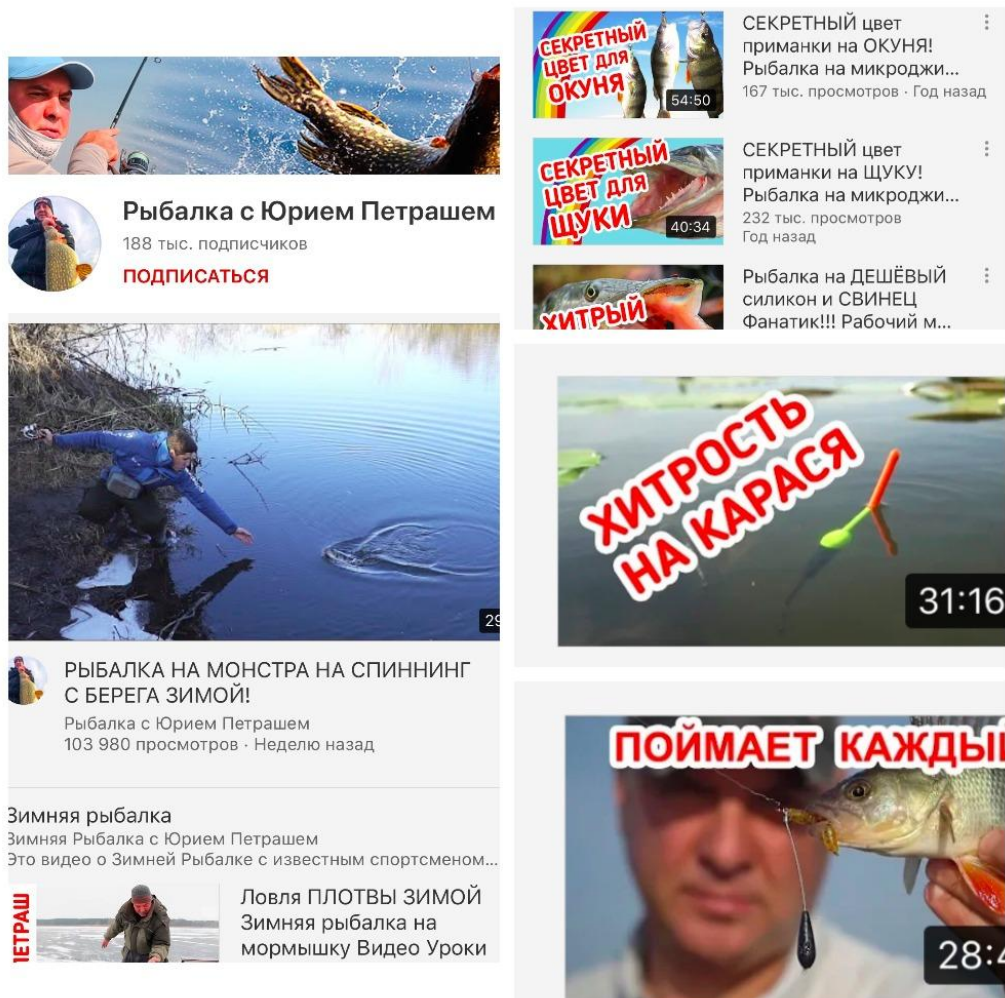 Рыбалка с Юрием Петрашем
188 тыс. подписчиков
ПОДПИСАТЬСЯ
29
РЫБАЛКА НА МОНСТРА НА СПИННИНГ
С БЕРЕГА ЗИМОЙ!
Рыбалка с Юрием Петрашем
103 980 просмотров · Неделю назад
Зимняя рыбалка
Зимняя Рыбалка с Юрием Петрашем
Это видео о Зимней Рыбалке с известным спортсменом...
ПЕТРАШ
Ловля ПЛОТВЫ ЗИМОЙ
Зимняя рыбалка на
мормышку Видео Уроки
СЕКРЕТНЫЙ
ЦВЕТ ДЛЯ
ОКУНЯ
54:50
СЕКРЕТНЫЙ цвет
приманки на ОКУНЯ!
Рыбалка на микроджи...
167 тыс. просмотров · Год назад
СЕКРЕТНЫЙ
ЦВЕТ ДЛЯ
ЩУКИ
40:34
СЕКРЕТНЫЙ цвет
приманки на ЩУКУ!
Рыбалка на микроджи...
232 тыс. просмотров
Год назад
ХИТРЫЙ
Рыбалка на ДЕШЁВЫЙ
силикон и СВИНЕЦ
Фанатик!!! Рабочий м...
ХИТРОСТЬ
НА КАРАСЯ
31:16
ПОЙМАЕТ КАЖДЫЙ
28:4